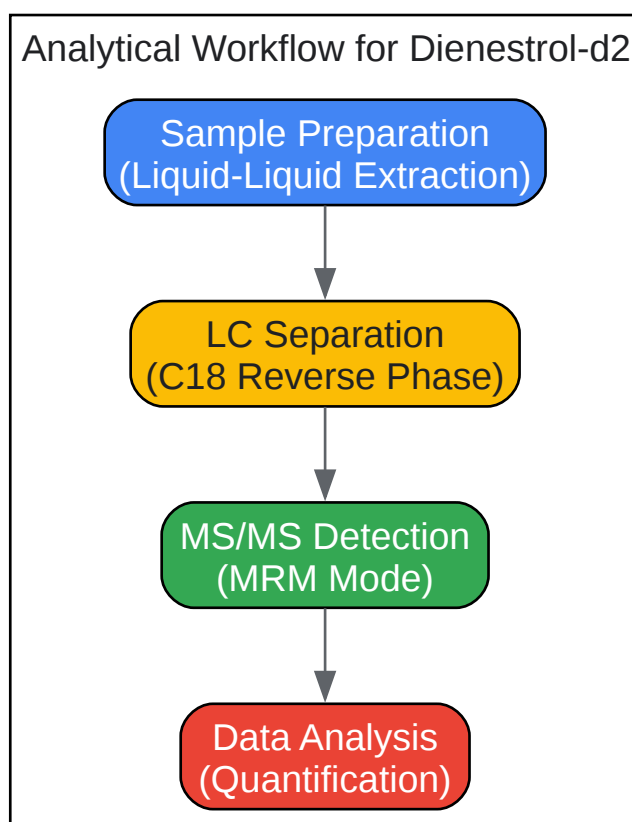 Analytical Workflow for Dienestrol-d2
Sample Preparation
(Liquid-Liquid Extraction)
LC Separation
(C18 Reverse Phase)
MS/MS Detection
(MRM Mode)
Data Analysis
(Quantification)